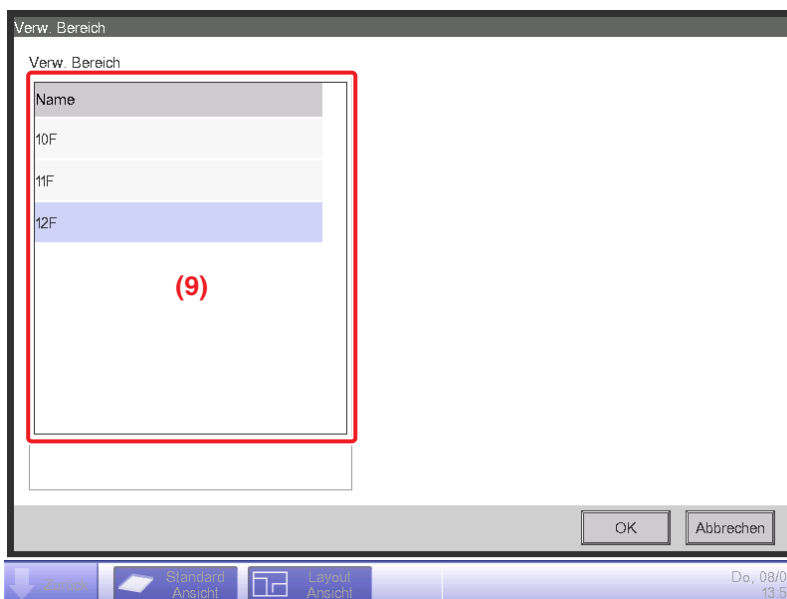 Verw. Bereich
Verw. Bereich
Name
10F
11F
12F
(9)
OK Abbrechen
Zurück Standard Ansicht Layout Ansicht Do, 08/0
13:5